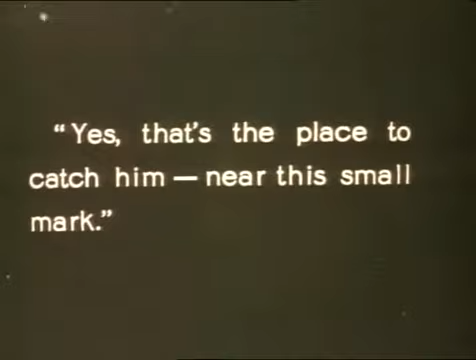 “Yes, that's the place to
catch him — near this small
mark.”